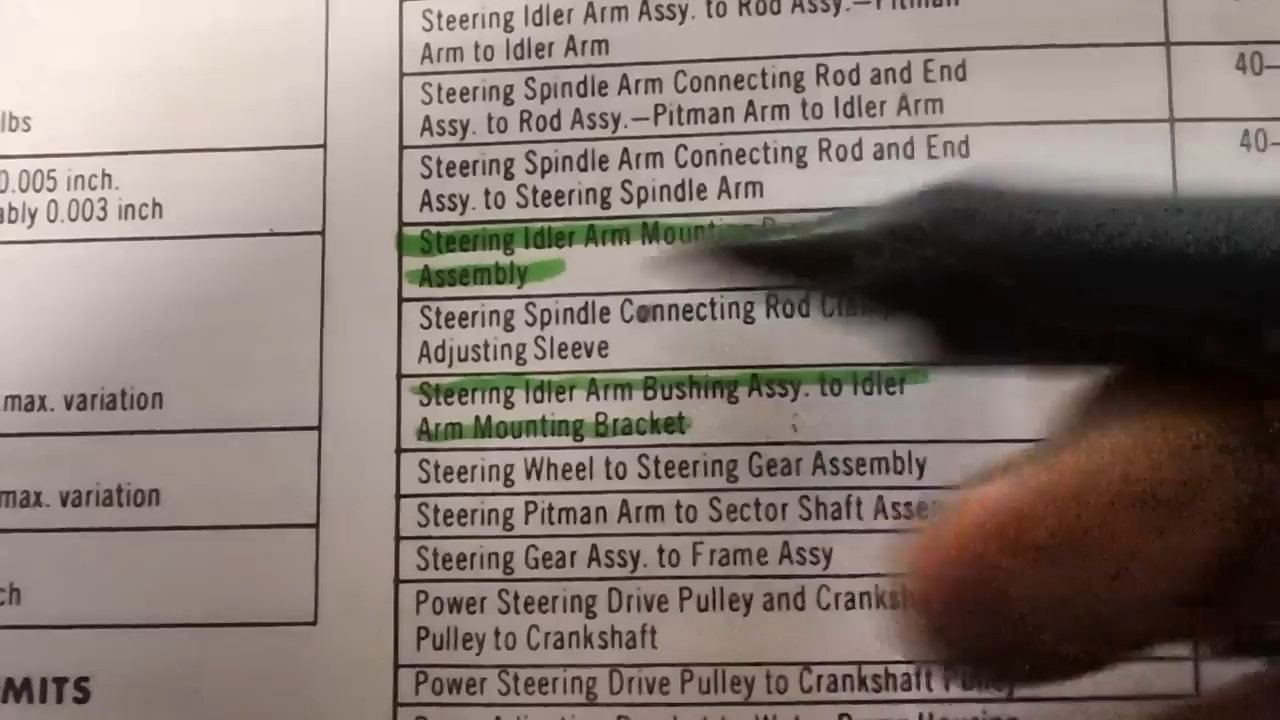 lbs
0.005 inch.
ably 0.003 inch
max. variation
max. variation
ch
MITS
Steering Idler Arm Assy. to Rod Assy.—Pitman
Arm to Idler Arm
Steering Spindle Arm Connecting Rod and End
Assy. to Rod Assy.—Pitman Arm to Idler Arm
40–
Steering Spindle Arm Connecting Rod and End
Assy. to Steering Spindle Arm
40–
Steering Idler Arm
Assembly
Steering Spindle Connecting Rod
Adjusting Sleeve
Steering Idler Arm Bushing Assy. to Idler
Arm Mounting Bracket
Steering Wheel to Steering Gear Assembly
Steering Pitman Arm to Sector Shaft
Steering Gear Assy. to Frame Assy
Power Steering Drive Pulley and
Pulley to Crankshaft
Power Steering Drive Pulley to Crankshaft